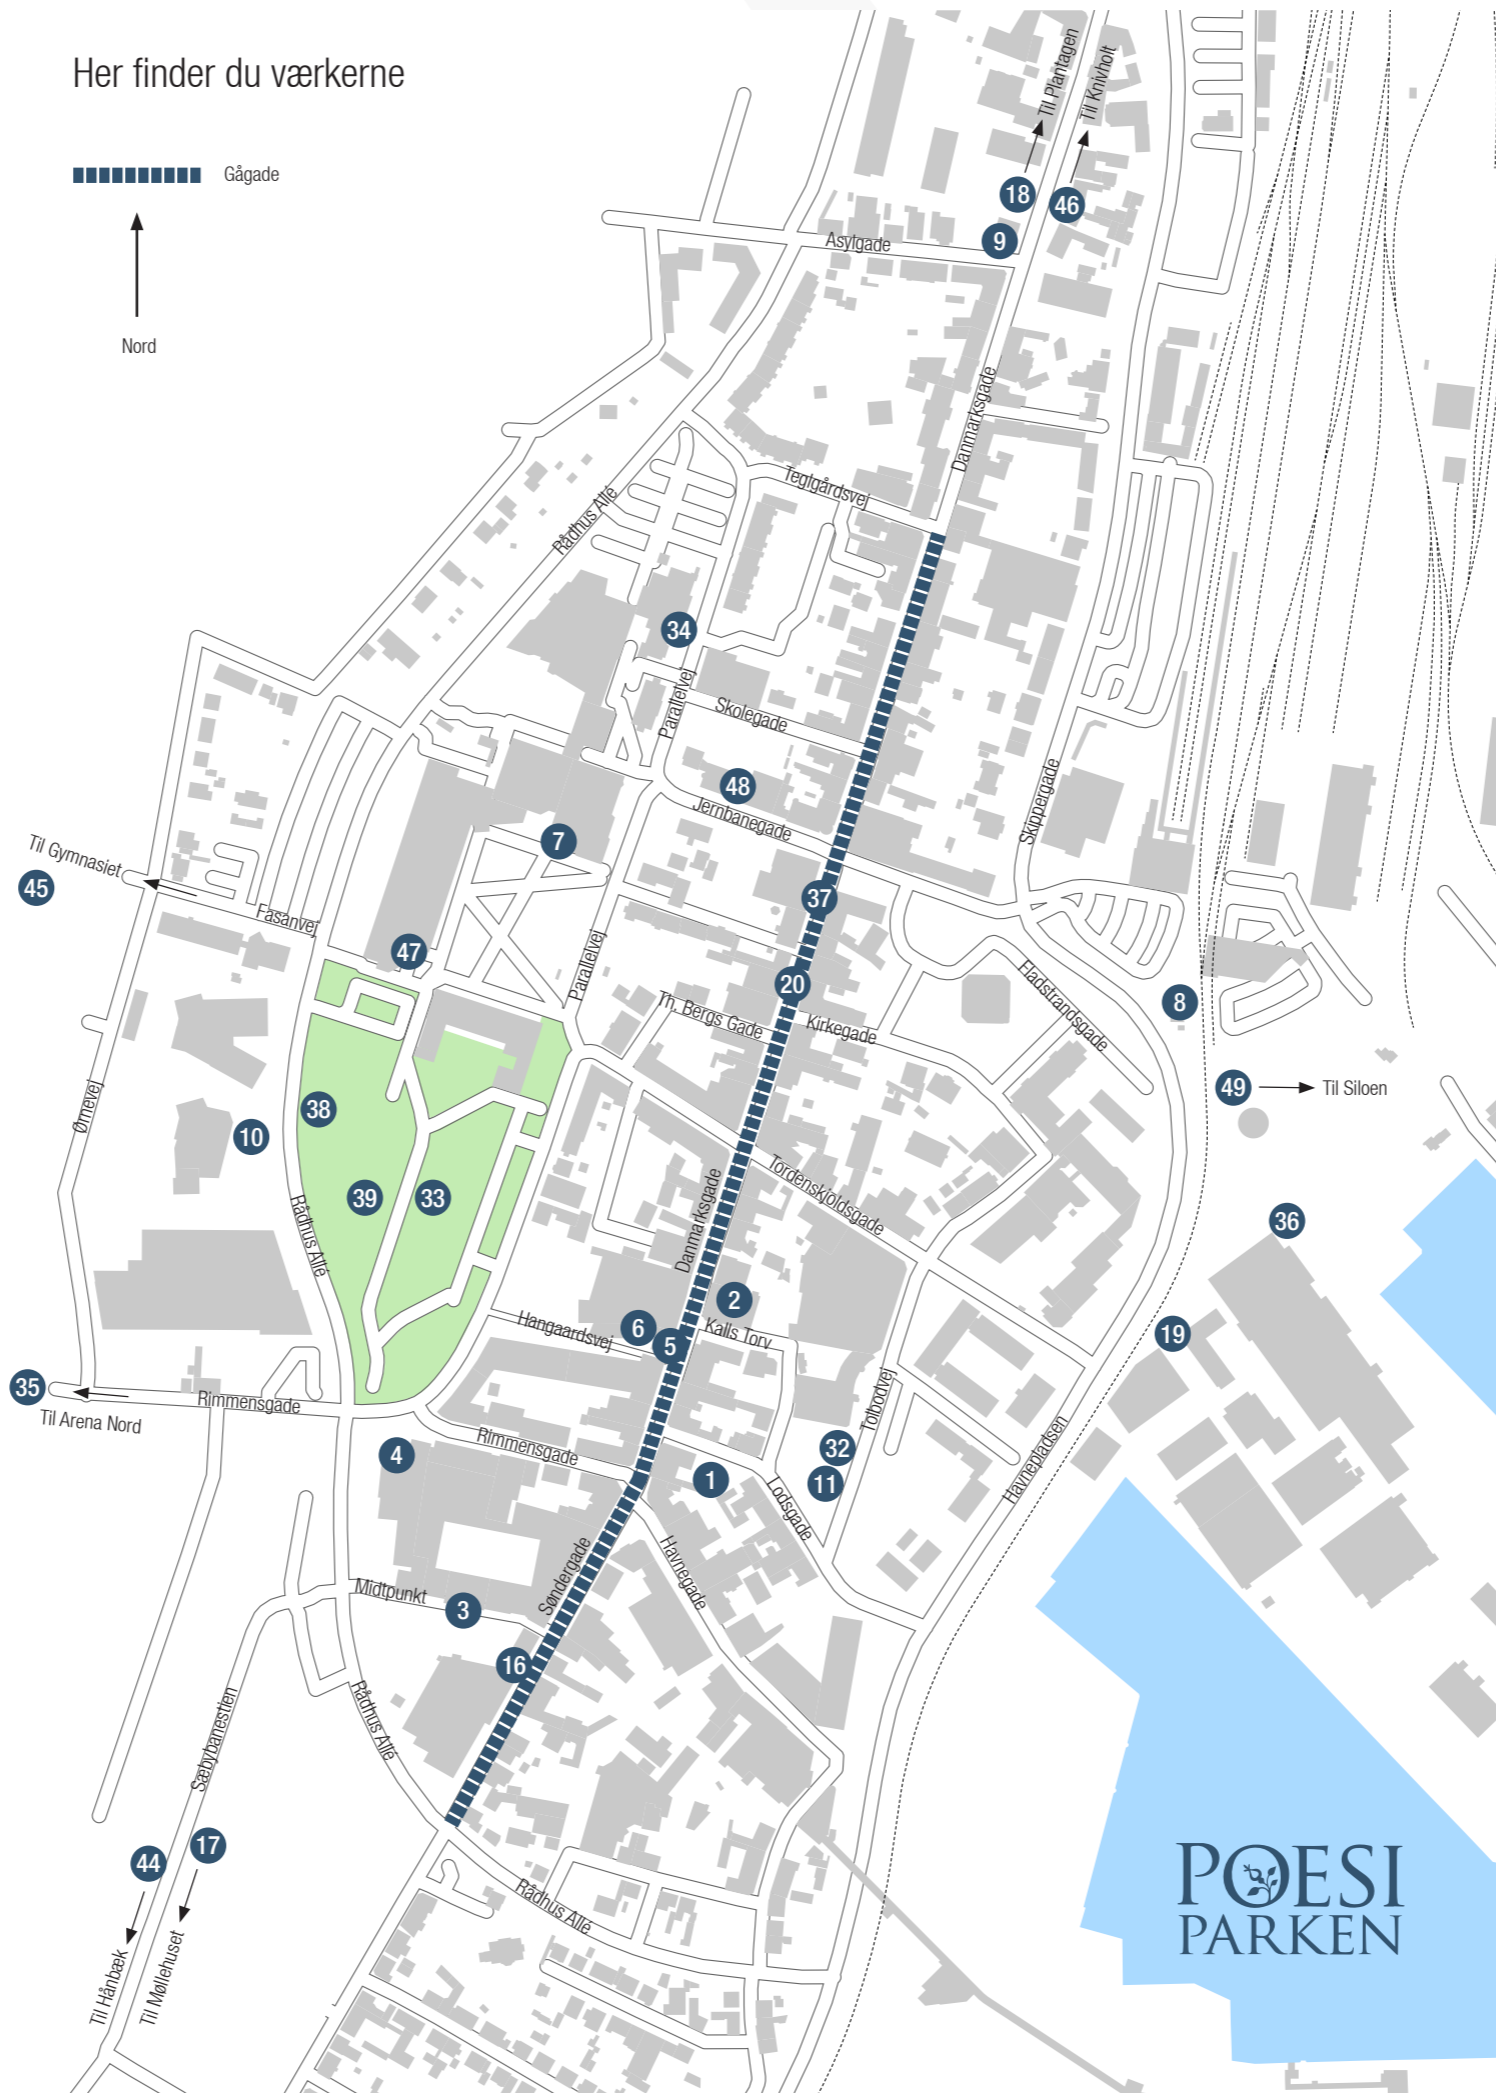 Her finder du værkerne
Gågade
Nord
Til Plantagen
Til Knivholt
18
46
9
Asylgade
Danmarksgade
Teglgårdsvej
Rådhus Allé
34
Parallelvej
Skolegade
48
Jernbanegade
Skippergade
7
Til Gymnasiet
45
Fasanvej
47
37
Parallelvej
20
Th. Bergs Gade
Kirkegade
Fladstrandsgade
8
49
Til Siloen
Ørnevej
38
10
39
33
Rådhus Allé
Danmarksgade
Tordenskjoldsgade
36
2
6
5
Hangaardsvej
Kalls Torv
19
35
Til Arena Nord
Rimmensgade
Rimmensgade
4
Tolbodvej
32
11
1
Lodsgade
Havnepladsen
Havnegade
Søndergade
Midtpunkt
3
16
Rådhus Allé
Sæbybanestien
44
17
Til Hånbæk
Til Møllehuset
Rådhus Allé
POESI
PARKEN